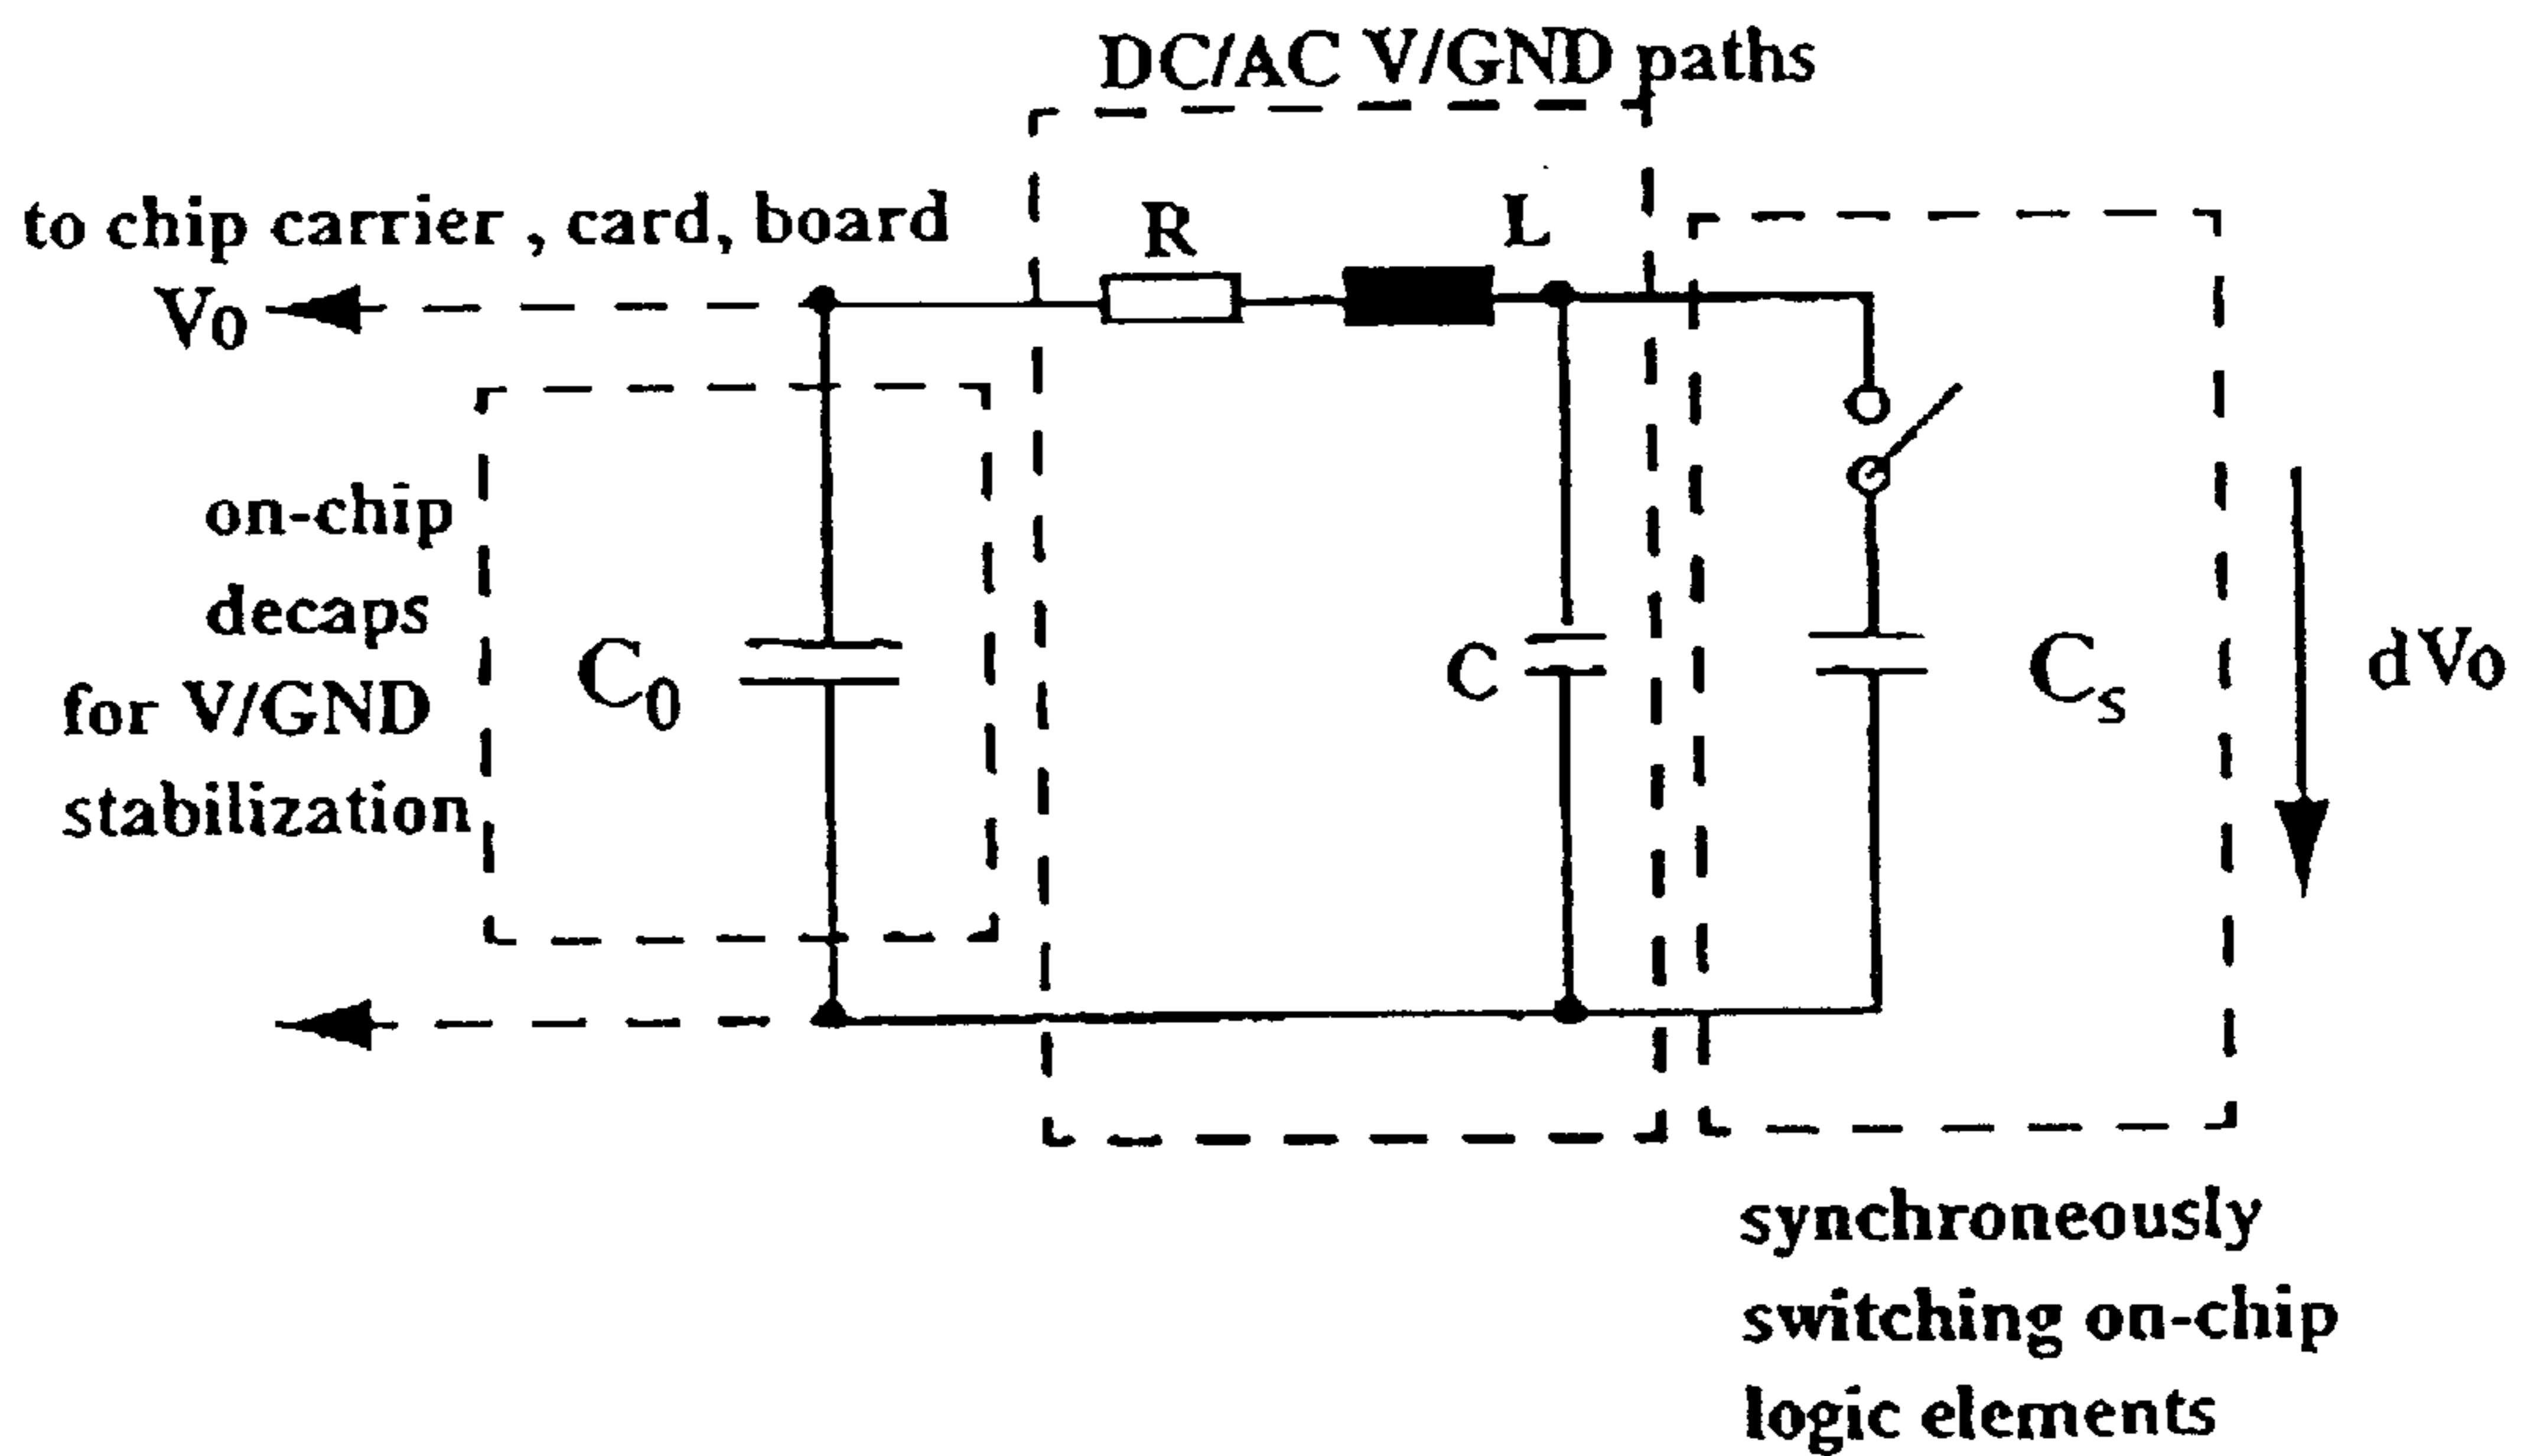 DC/AC V/GND paths
to chip carrier , card, board
V0
R
L
on-chip
decaps
for V/GND
stabilization
C0
C
Cs
dV0
synchroneously
switching on-chip
logic elements